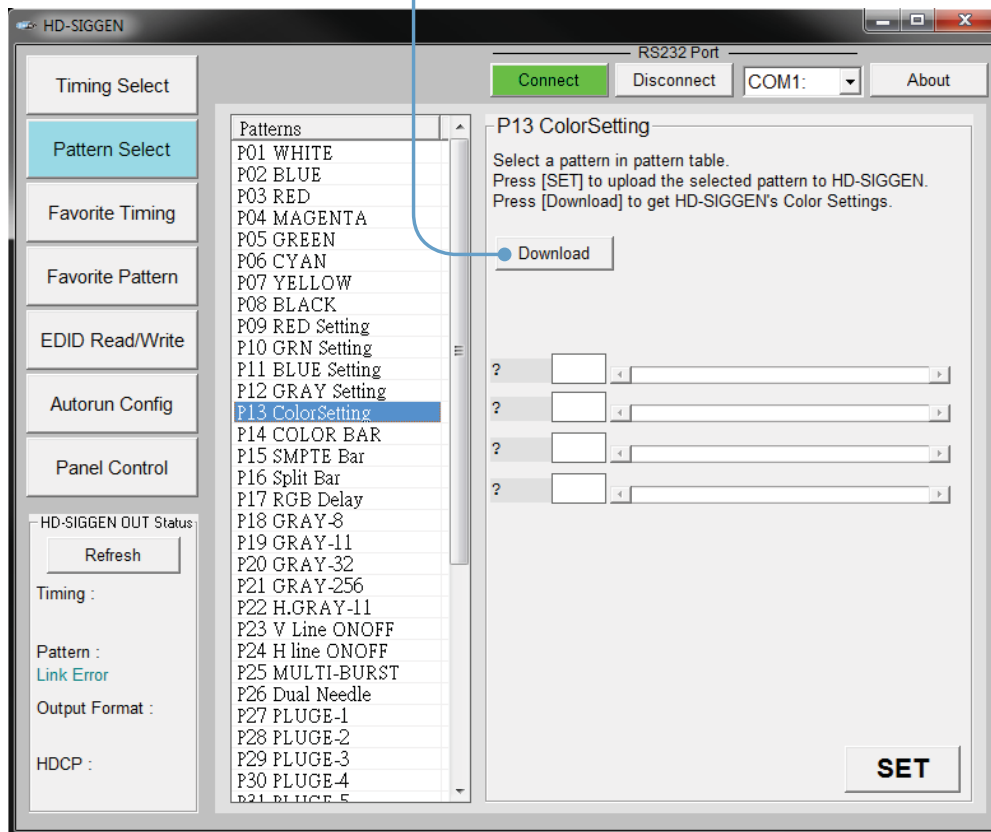 HD-SIGGEN
RS232 Port
Connect
Disconnect
COM1:
About
Timing Select
Pattern Select
Favorite Timing
Favorite Pattern
EDID Read/Write
Autorun Config
Panel Control
HD-SIGGEN OUT Status
Refresh
Timing :
Pattern :
Link Error
Output Format :
HDCP :
Patterns
P01 WHITE
P02 BLUE
P03 RED
P04 MAGENTA
P05 GREEN
P06 CYAN
P07 YELLOW
P08 BLACK
P09 RED Setting
P10 GRN Setting
P11 BLUE Setting
P12 GRAY Setting
P13 ColorSetting
P14 COLOR BAR
P15 SMPTE Bar
P16 Split Bar
P17 RGB Delay
P18 GRAY-8
P19 GRAY-11
P20 GRAY-32
P21 GRAY-256
P22 H.GRAY-11
P23 V Line ONOFF
P24 H line ONOFF
P25 MULTI-BURST
P26 Dual Needle
P27 PLUGE-1
P28 PLUGE-2
P29 PLUGE-3
P30 PLUGE-4
P31 PLUGE-5
P13 ColorSetting
Select a pattern in pattern table.
Press [SET] to upload the selected pattern to HD-SIGGEN.
Press [Download] to get HD-SIGGEN's Color Settings.
Download
?
?
?
?
SET